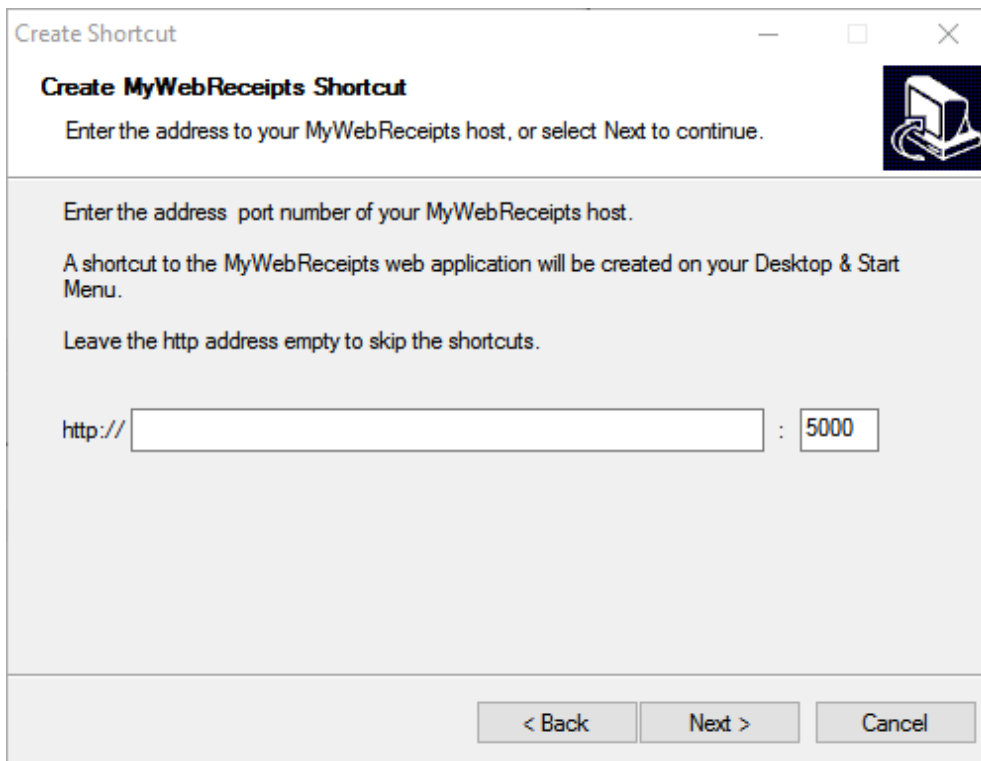 Create Shortcut
Create MyWebReceipts Shortcut
Enter the address to your MyWebReceipts host, or select Next to continue.
Enter the address  port number of your MyWebReceipts host.
A shortcut to the MyWebReceipts web application will be created on your Desktop & Start
Menu.
Leave the http address empty to skip the shortcuts.
http:// : 5000
< Back Next > Cancel